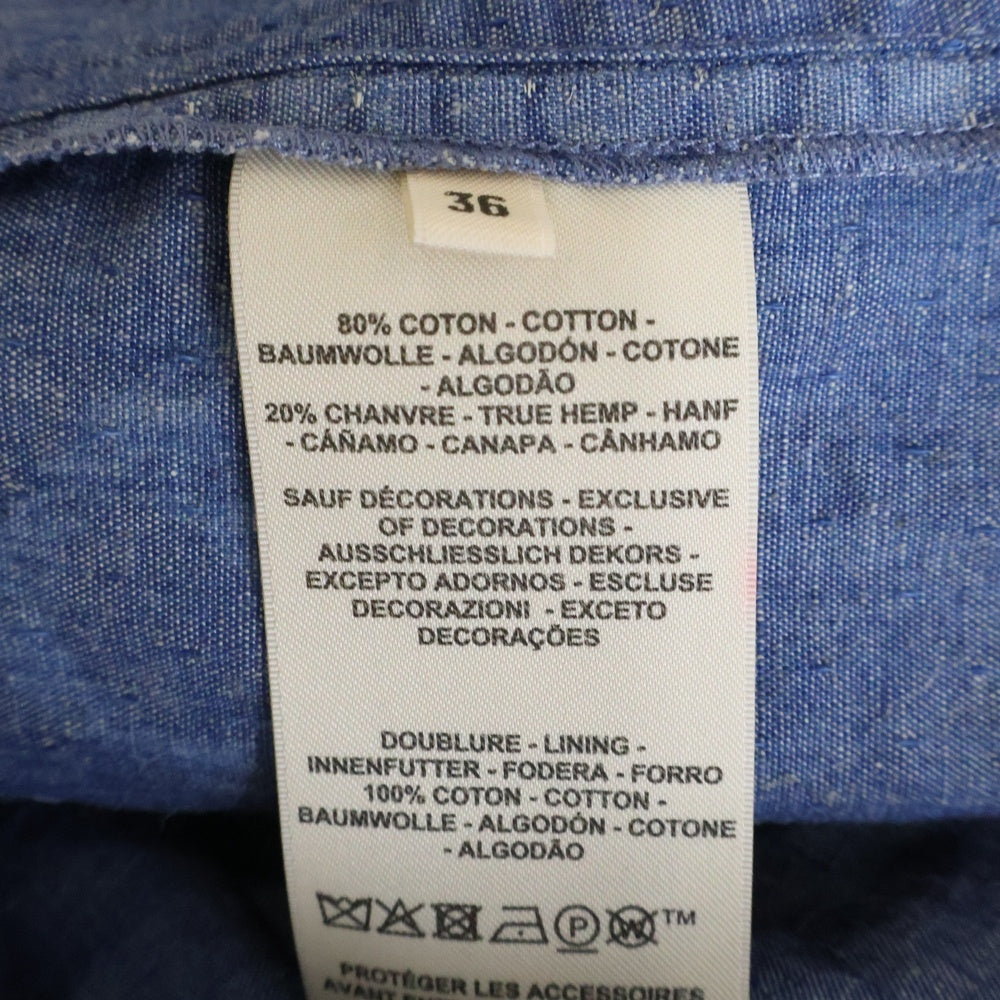 36
80% COTON - COTTON -
BAUMWOLLE - ALGODÓN - COTONE
- ALGODÃO
20% CHANVRE - TRUE HEMP - HANF
- CÁÑAMO - CANAPA - CÂNHAMO
SAUF DÉCORATIONS - EXCLUSIVE
OF DECORATIONS -
AUSSCHLIESSLICH DEKORS -
EXCEPTO ADORNOS - ESCLUSE
DECORAZIONI - EXCETO
DECORAÇÕES
DOUBLURE - LINING -
INNENFUTTER - FODERA - FORRO
100% COTON - COTTON -
BAUMWOLLE - ALGODÓN - COTONE
- ALGODÃO
P W TM
PROTÉGER LES ACCESSOIRES
AVANT